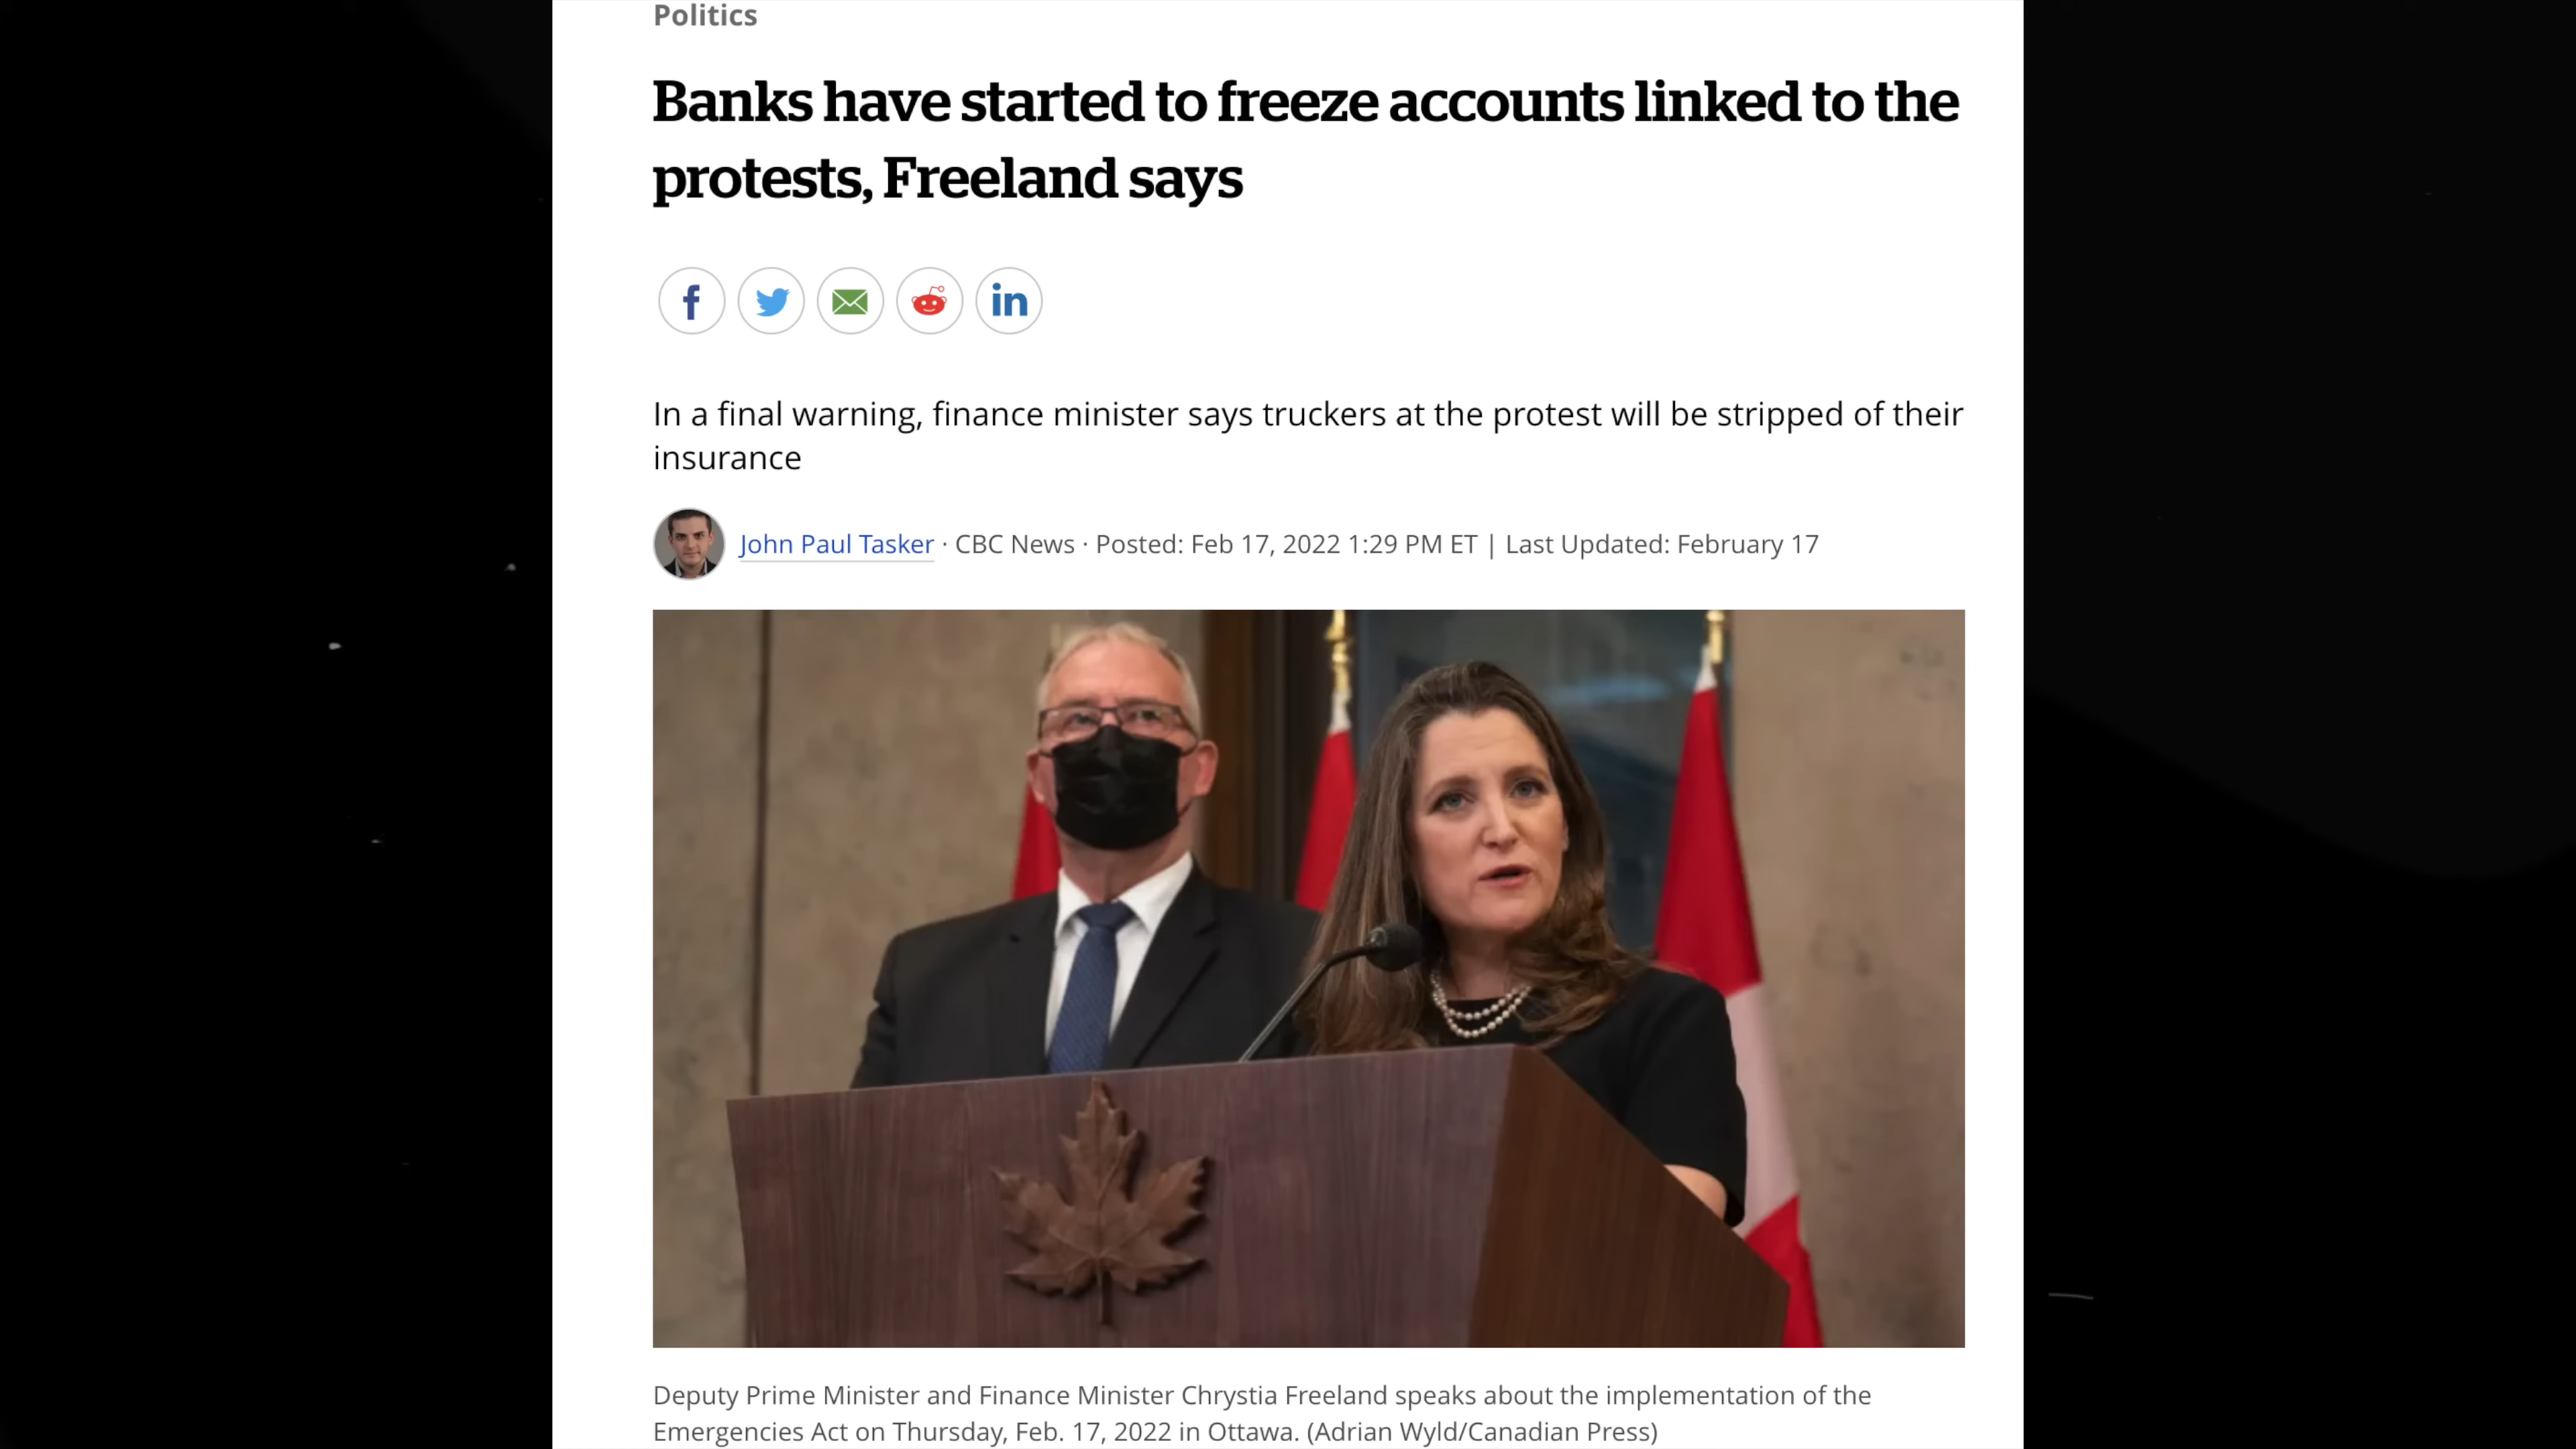 Politics
Banks have started to freeze accounts linked to the
protests, Freeland says
f
in
In a final warning, finance minister says truckers at the protest will be stripped of their
insurance
John Paul Tasker · CBC News · Posted: Feb 17, 2022 1:29 PM ET | Last Updated: February 17
Deputy Prime Minister and Finance Minister Chrystia Freeland speaks about the implementation of the
Emergencies Act on Thursday, Feb. 17, 2022 in Ottawa. (Adrian Wyld/Canadian Press)